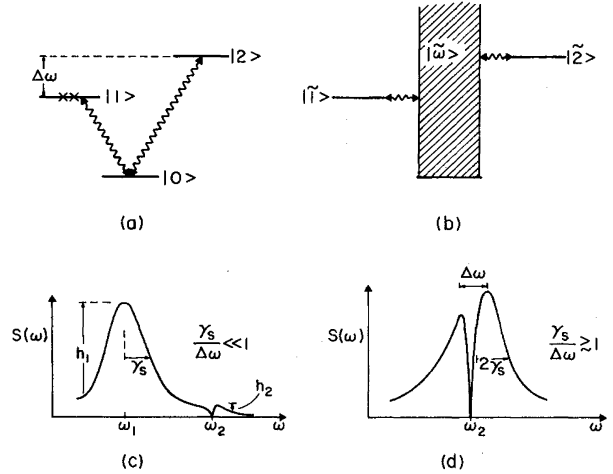 |2>
Δω
|1>
|0>
(a)
|ω̃>
|1̃>
|2̃>
(b)
S(ω)
h₁
γₛ
γₛ/Δω ≪ 1
h₂
ω₁
ω₂
ω
(c)
Δω
S(ω)
2γₛ
γₛ/Δω ≳ 1
ω₂
ω
(d)